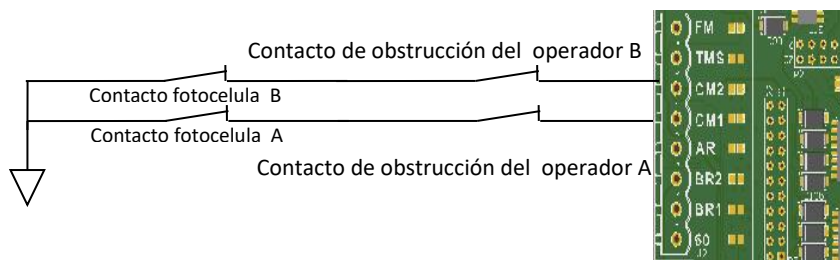 Contacto de obstrucción del  operador B
Contacto fotocelula  B
Contacto fotocelula  A
Contacto de obstrucción del  operador A
FM
TMS
CM2
CM1
AR
BR2
BR1
60
J2